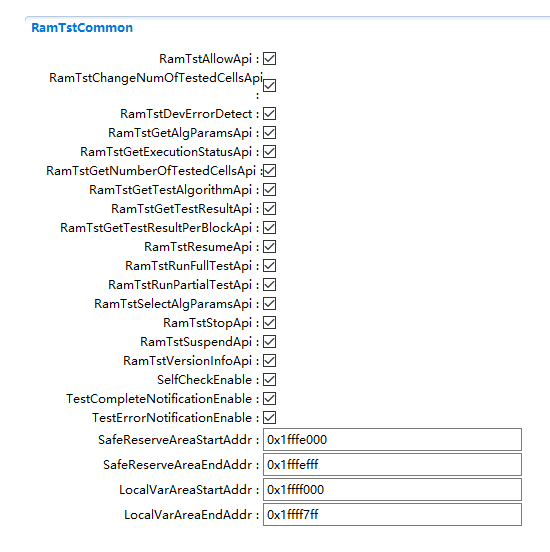 RamTstCommon
RamTstAllowApi :
RamTstChangeNumOfTestedCellsApi
:
RamTstDevErrorDetect :
RamTstGetAlgParamsApi :
RamTstGetExecutionStatusApi :
RamTstGetNumberOfTestedCellsApi :
RamTstGetTestAlgorithmApi :
RamTstGetTestResultApi :
RamTstGetTestResultPerBlockApi :
RamTstResumeApi :
RamTstRunFullTestApi :
RamTstRunPartialTestApi :
RamTstSelectAlgParamsApi :
RamTstStopApi :
RamTstSuspendApi :
RamTstVersionInfoApi :
SelfCheckEnable :
TestCompleteNotificationEnable :
TestErrorNotificationEnable :
SafeReserveAreaStartAddr : 0x1fffe000
SafeReserveAreaEndAddr : 0x1fffefff
LocalVarAreaStartAddr : 0x1ffff000
LocalVarAreaEndAddr : 0x1ffff7ff